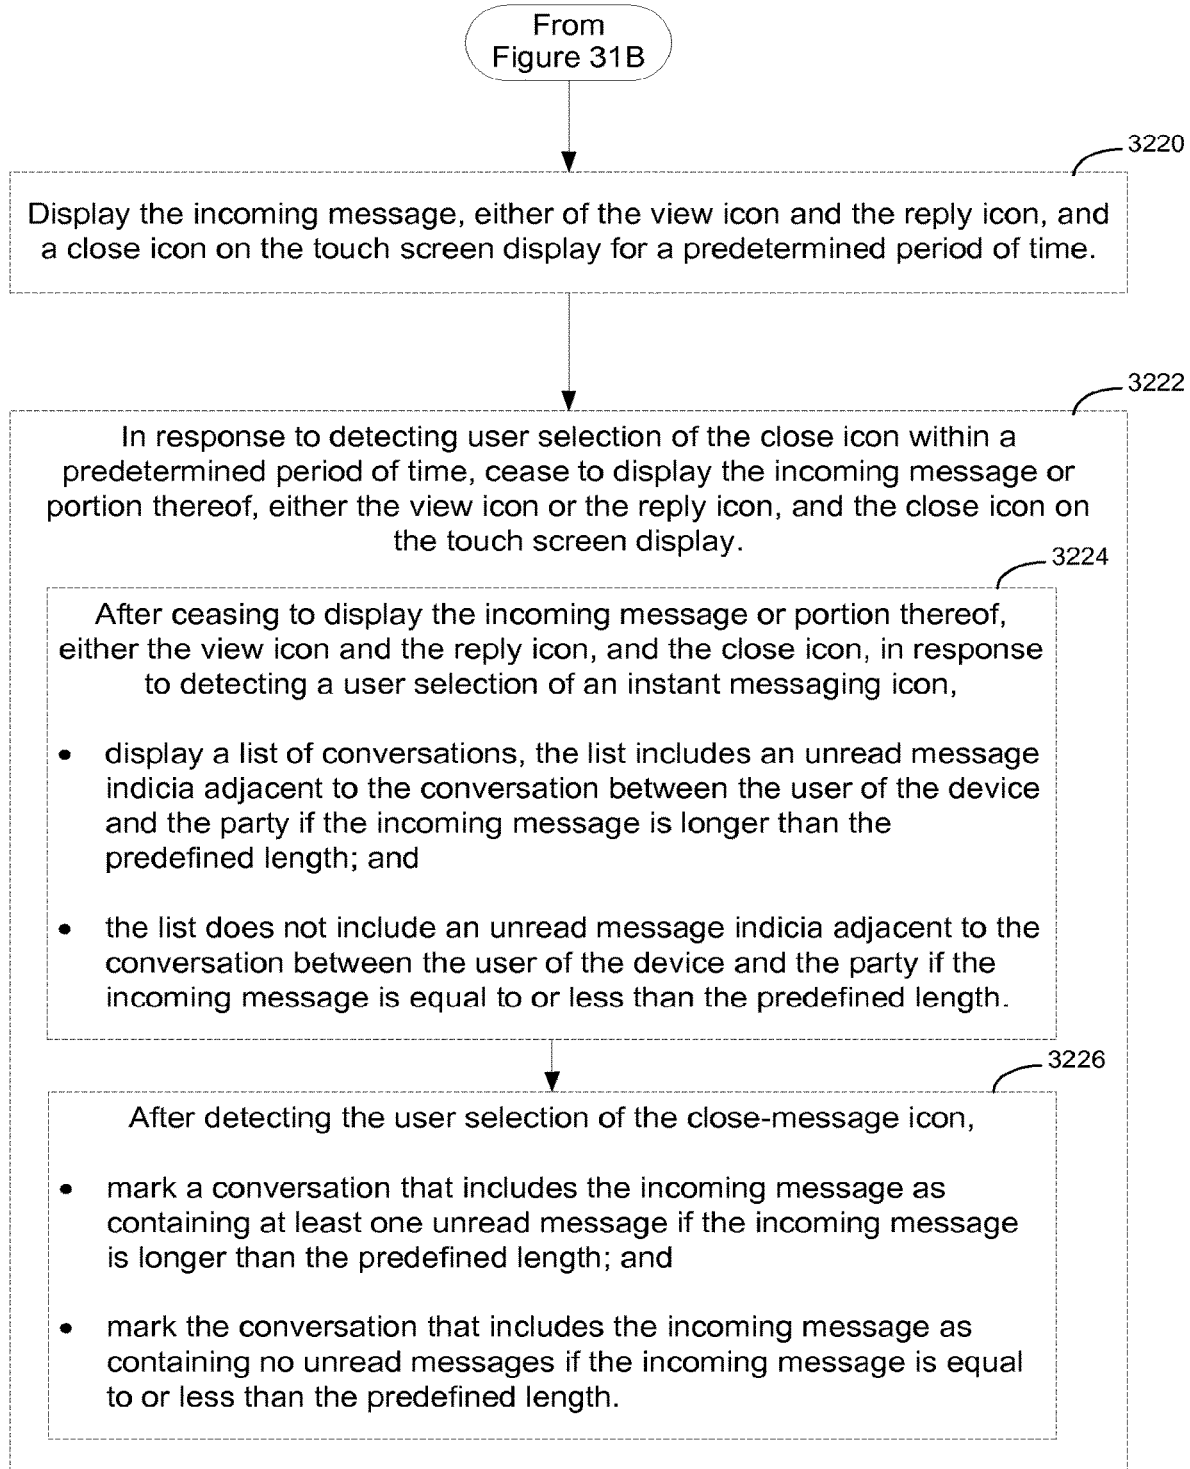 From
Figure 31B
3220
Display the incoming message, either of the view icon and the reply icon, and
a close icon on the touch screen display for a predetermined period of time.
3222
In response to detecting user selection of the close icon within a
predetermined period of time, cease to display the incoming message or
portion thereof, either the view icon or the reply icon, and the close icon on
the touch screen display.
3224
After ceasing to display the incoming message or portion thereof,
either the view icon and the reply icon, and the close icon, in response
to detecting a user selection of an instant messaging icon,
• display a list of conversations, the list includes an unread message
indicia adjacent to the conversation between the user of the device
and the party if the incoming message is longer than the
predefined length; and
• the list does not include an unread message indicia adjacent to the
conversation between the user of the device and the party if the
incoming message is equal to or less than the predefined length.
3226
After detecting the user selection of the close-message icon,
• mark a conversation that includes the incoming message as
containing at least one unread message if the incoming message
is longer than the predefined length; and
• mark the conversation that includes the incoming message as
containing no unread messages if the incoming message is equal
to or less than the predefined length.